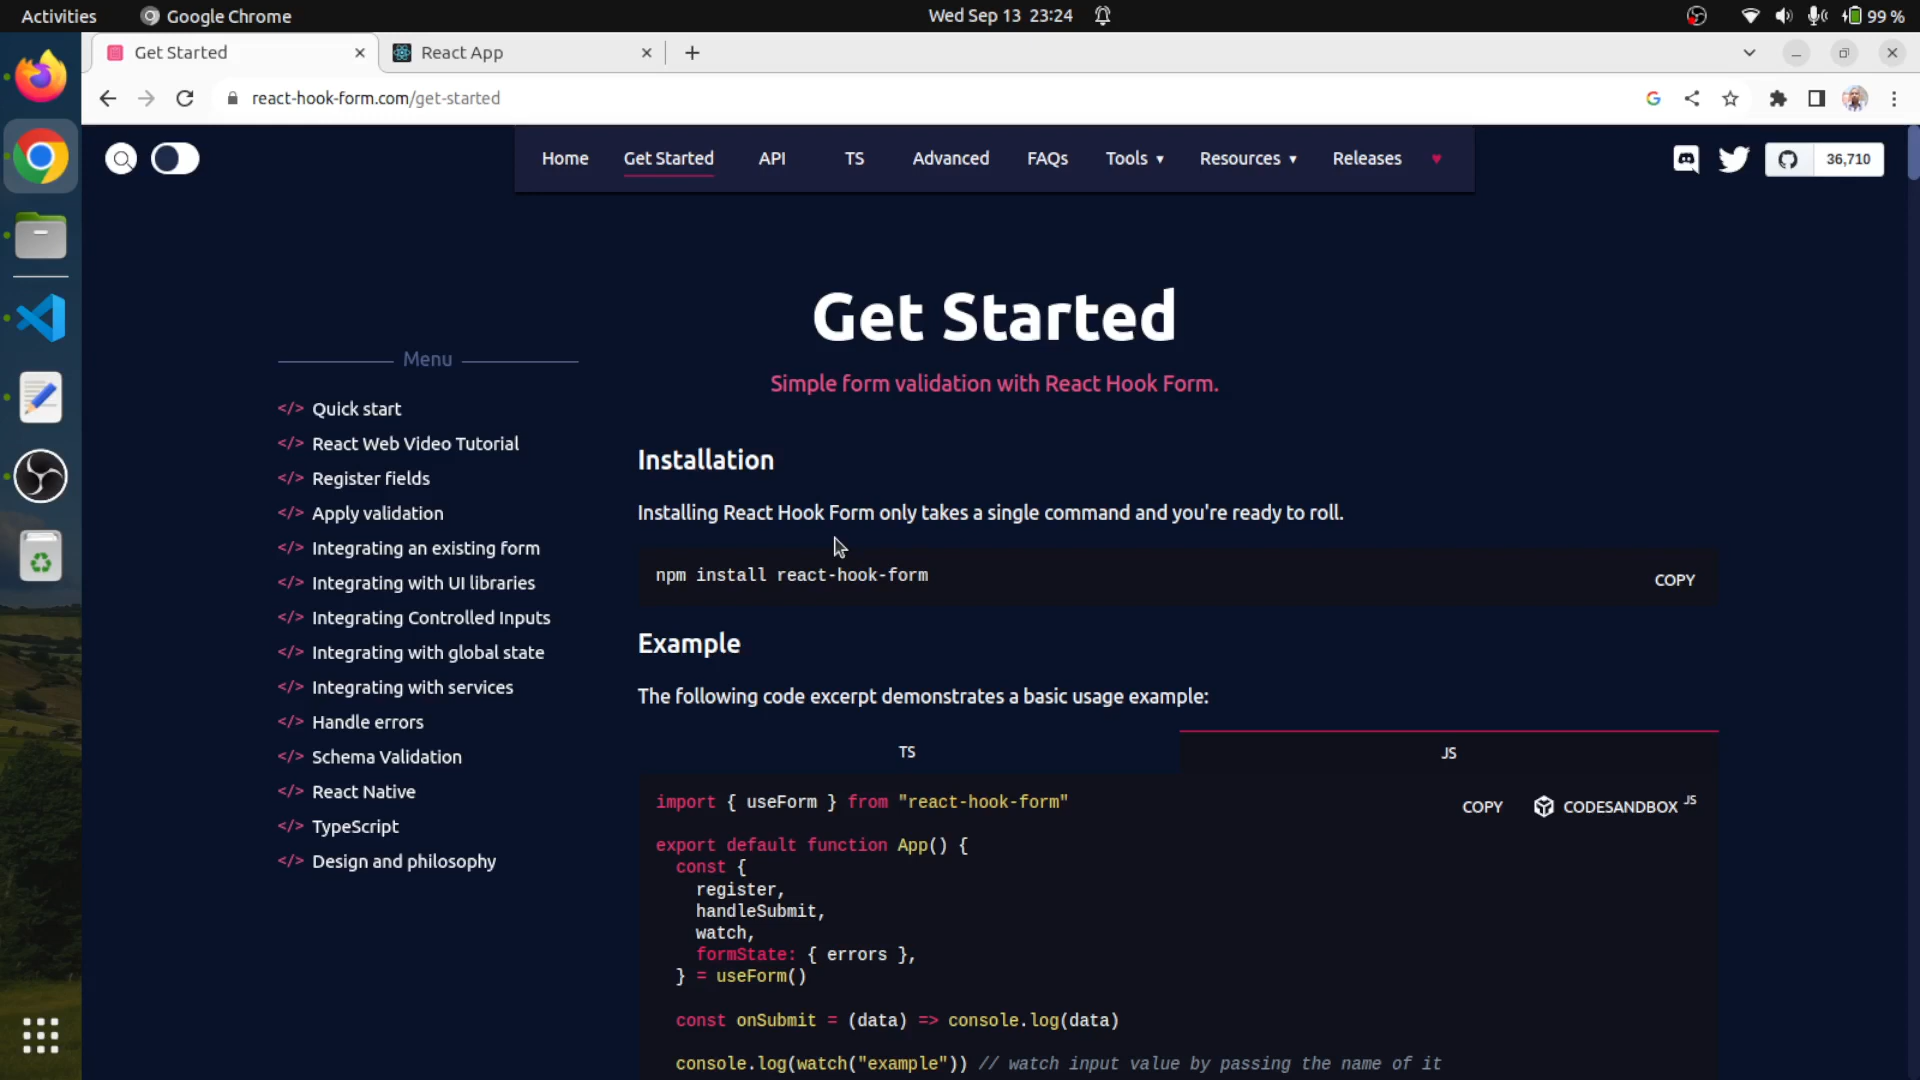 Activities
Google Chrome
Wed Sep 13 23:24
99 %
Get Started
React App
react-hook-form.com/get-started
Home
Get Started
API
TS
Advanced
FAQs
Tools ▼
Resources ▼
Releases
36,710
Get Started
Simple form validation with React Hook Form.
Menu
</> Quick start
</> React Web Video Tutorial
</> Register fields
</> Apply validation
</> Integrating an existing form
</> Integrating with UI libraries
</> Integrating Controlled Inputs
</> Integrating with global state
</> Integrating with services
</> Handle errors
</> Schema Validation
</> React Native
</> TypeScript
</> Design and philosophy
Installation
Installing React Hook Form only takes a single command and you're ready to roll.
npm install react-hook-form
COPY
Example
The following code excerpt demonstrates a basic usage example:
TS
JS
COPY
CODESANDBOX JS
import { useForm } from "react-hook-form"
export default function App() {
const {
register,
handleSubmit,
watch,
formState: { errors },
} = useForm()
const onSubmit = (data) => console.log(data)
console.log(watch("example")) // watch input value by passing the name of it